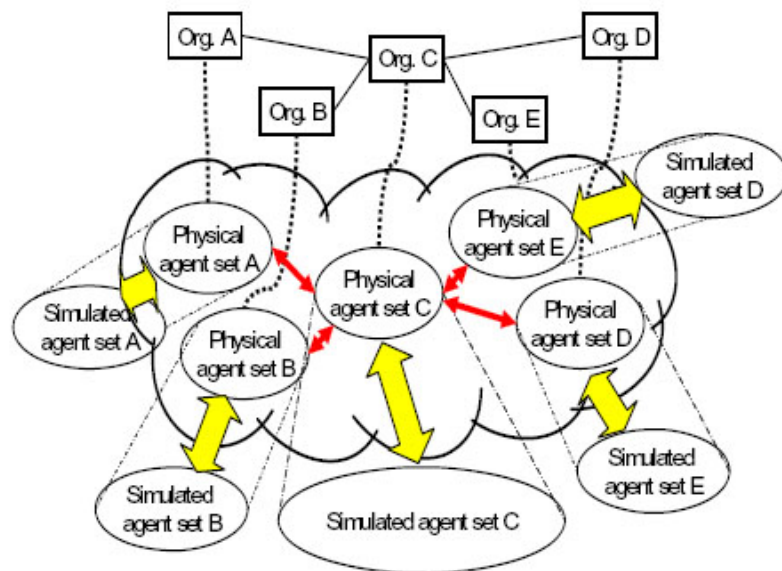 Org. A
Org. C
Org. D
Org. B
Org. E
Simulated
agent set D
Physical
agent set A
Physical
agent set E
Physical
agent set C
Simulated
agent set A
Physical
agent set B
Physical
agent set D
Simulated
agent set B
Simulated agent set C
Simulated
agent set E